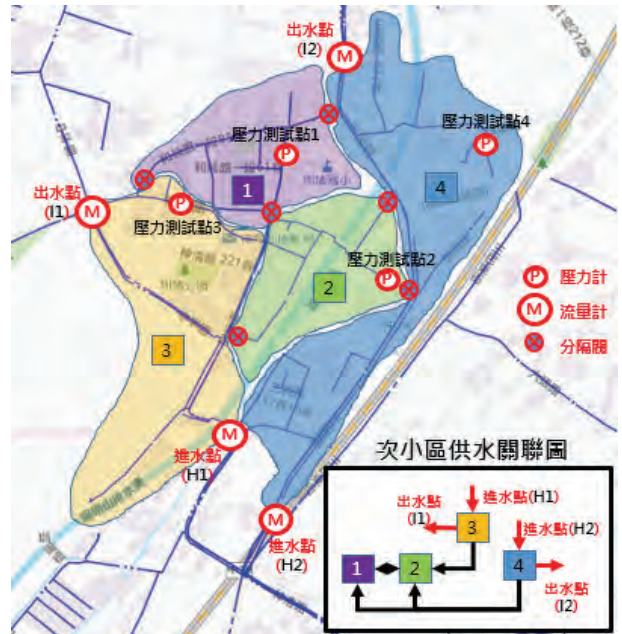 出水點
(I2)
M
壓力測試點1
P
壓力測試點4
P
1
4
出水點
(I1)
M
P
壓力測試點3
壓力測試點2
P
2
3
P 壓力計
M 流量計
分隔閥
M
進水點
(H1)
M
進水點
(H2)
次小區供水關聯圖
出水點
(I1)
進水點(H1)
3
進水點(H2)
1
2
4
出水點
(I2)